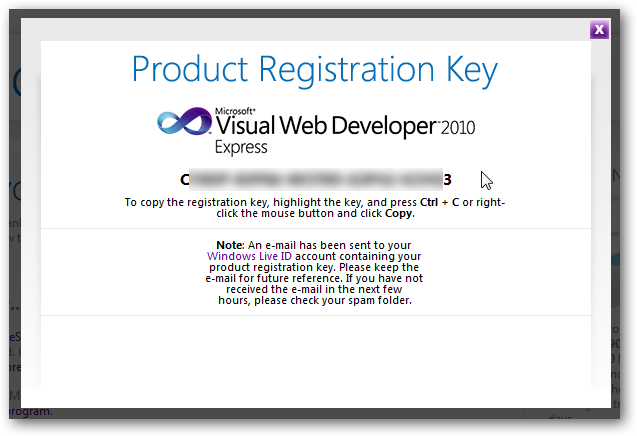 x
Product Registration Key
Microsoft®
Visual Web Developer™ 2010
Express
To copy the registration key, highlight the key, and press Ctrl + C or right-
click the mouse button and click Copy.
Note: An e-mail has been sent to your
Windows Live ID account containing your
product registration key. Please keep the
e-mail for future reference. If you have not
received the e-mail in the next few
hours, please check your spam folder.
program.
days